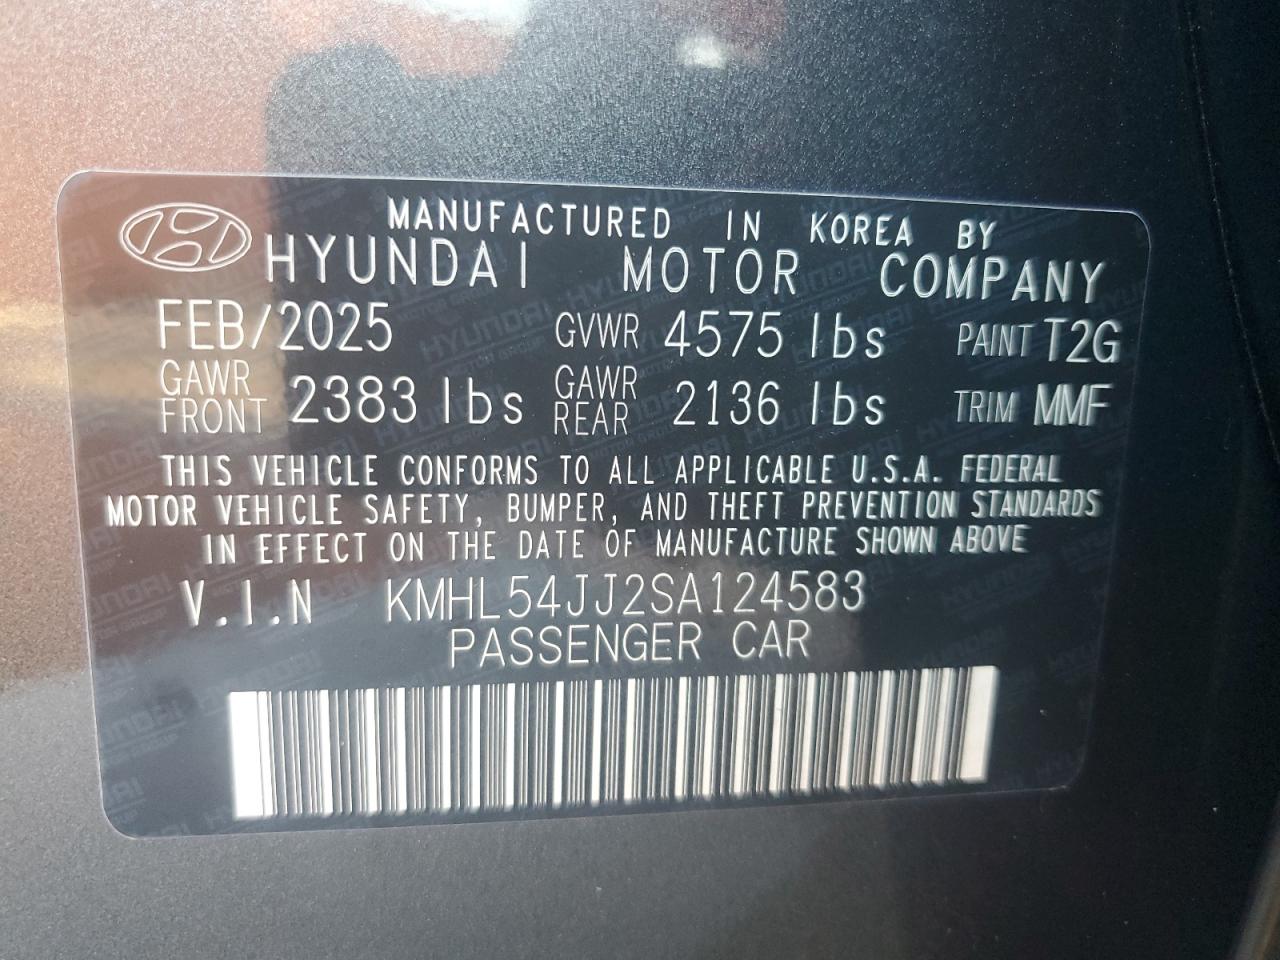 MANUFACTURED IN KOREA BY
HYUNDAI MOTOR COMPANY
FEB/2025 GVWR 4575 lbs PAINT T2G
GAWR FRONT 2383 lbs GAWR REAR 2136 lbs TRIM MMF
THIS VEHICLE CONFORMS TO ALL APPLICABLE U.S.A. FEDERAL
MOTOR VEHICLE SAFETY, BUMPER, AND THEFT PREVENTION STANDARDS
IN EFFECT ON THE DATE OF MANUFACTURE SHOWN ABOVE
V.I.N KMHL54JJ2SA124583
PASSENGER CAR